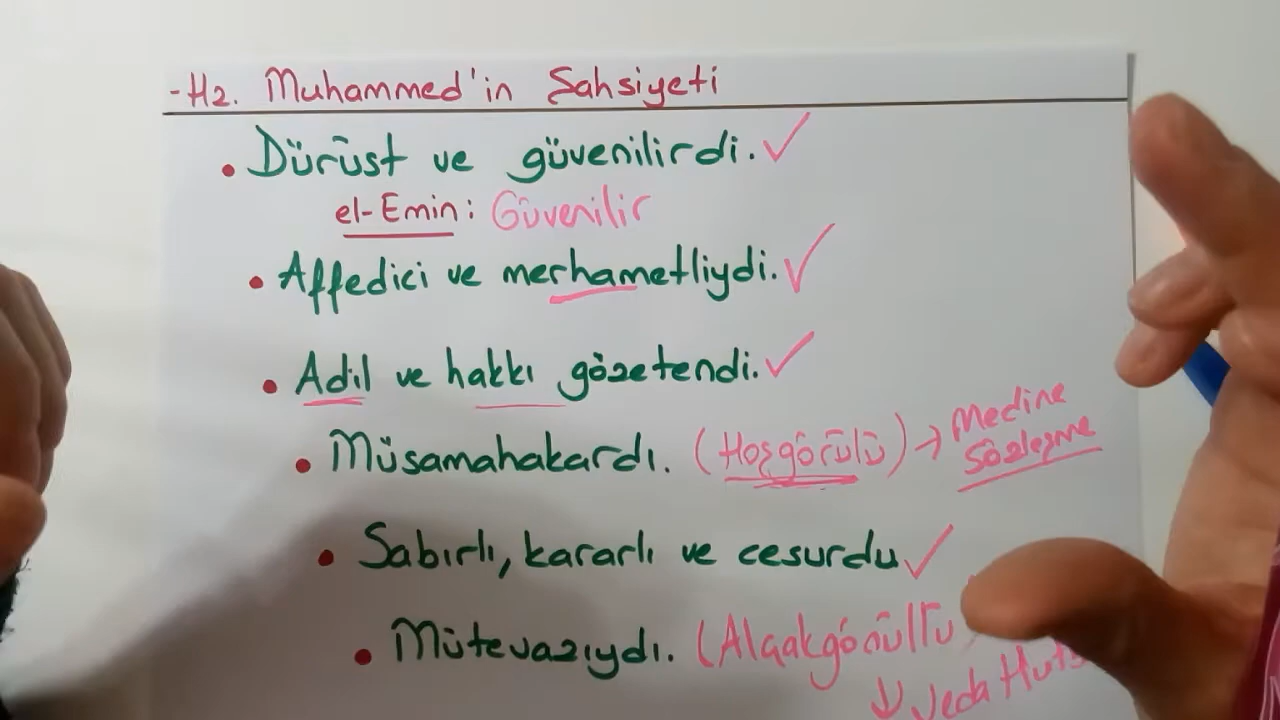 -Hz. Muhammed'in Şahsiyeti
• Dürüst ve güvenilirdi. ✓
el-Emin: Güvenilir
• Affedici ve merhametliydi. ✓
• Adil ve hakkı gözetendi. ✓
• Müsamahakardı. (Hoşgörülü) → Medine Sözleşme
• Sabırlı, kararlı ve cesurdu ✓
• Mütevazıydı. (Alçakgönüllü
↓ Veda